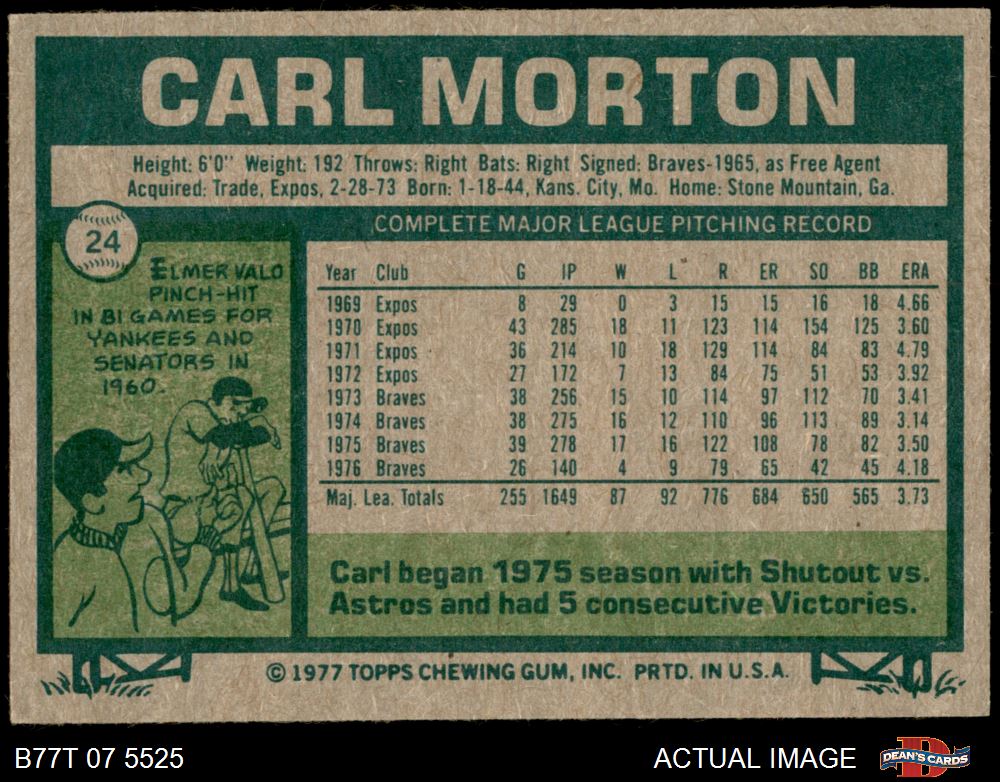 CARL MORTON
Height: 6'0" Weight: 192 Throws: Right Bats: Right Signed: Braves-1965, as Free Agent
Acquired: Trade, Expos, 2-28-73 Born: 1-18-44, Kans. City, Mo. Home: Stone Mountain, Ga.
24
ELMER VALO
PINCH-HIT
IN 81 GAMES FOR
YANKEES AND
SENATORS IN
1960.
COMPLETE MAJOR LEAGUE PITCHING RECORD
Year Club G IP W L R ER SO BB ERA
1969 Expos 8 29 0 3 15 15 16 18 4.66
1970 Expos 43 285 18 11 123 114 154 125 3.60
1971 Expos 36 214 10 18 129 114 84 83 4.79
1972 Expos 27 172 7 13 84 75 51 53 3.92
1973 Braves 38 256 15 10 114 97 112 70 3.41
1974 Braves 38 275 16 12 110 96 113 89 3.14
1975 Braves 39 278 17 16 122 108 78 82 3.50
1976 Braves 26 140 4 9 79 65 42 45 4.18
Maj. Lea. Totals 255 1649 87 92 776 684 650 565 3.73
Carl began 1975 season with Shutout vs.
Astros and had 5 consecutive Victories.
© 1977 TOPPS CHEWING GUM, INC. PRTD. IN U.S.A.
B77T 07 5525
ACTUAL IMAGE
D
DEAN'S CARDS